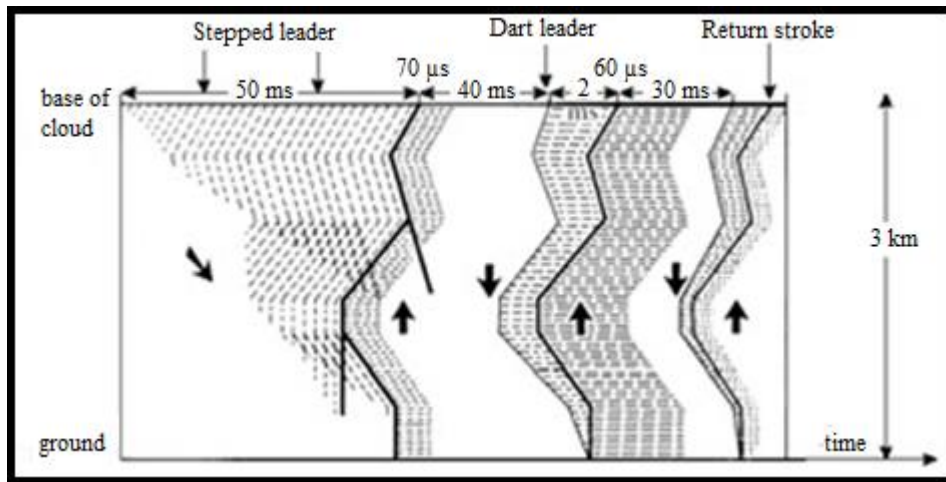 Stepped leader
Dart leader
Return stroke
70 µs
60 µs
50 ms
40 ms
2
30 ms
base of
cloud
3 km
ground
time